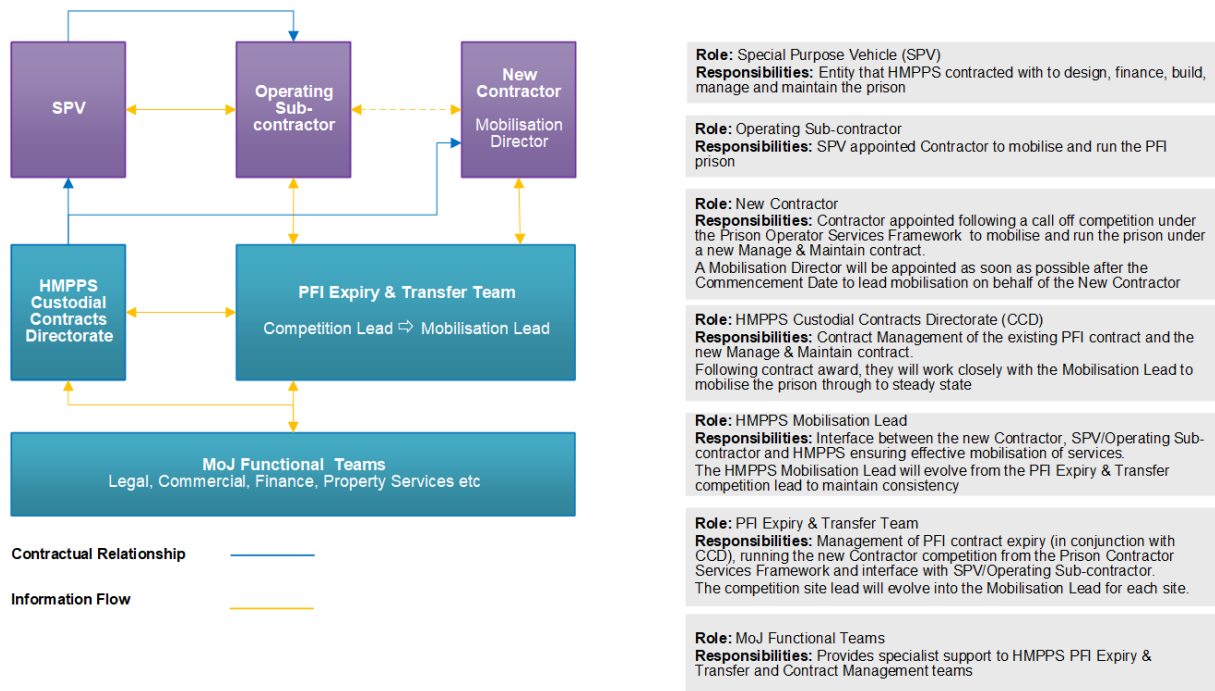 SPV
Operating
Sub-
contractor
New
Contractor
Mobilisation
Director
HMPPS
Custodial
Contracts
Directorate
PFI Expiry & Transfer Team
Competition Lead ⇨ Mobilisation Lead
MoJ Functional Teams
Legal, Commercial, Finance, Property Services etc
Contractual Relationship
Information Flow
Role: Special Purpose Vehicle (SPV)
Responsibilities: Entity that HMPPS contracted with to design, finance, build,
manage and maintain the prison
Role: Operating Sub-contractor
Responsibilities: SPV appointed Contractor to mobilise and run the PFI
prison
Role: New Contractor
Responsibilities: Contractor appointed following a call off competition under
the Prison Operator Services Framework to mobilise and run the prison under
a new Manage & Maintain contract.
A Mobilisation Director will be appointed as soon as possible after the
Commencement Date to lead mobilisation on behalf of the New Contractor
Role: HMPPS Custodial Contracts Directorate (CCD)
Responsibilities: Contract Management of the existing PFI contract and the
new Manage & Maintain contract.
Following contract award, they will work closely with the Mobilisation Lead to
mobilise the prison through to steady state
Role: HMPPS Mobilisation Lead
Responsibilities: Interface between the new Contractor, SPV/Operating Sub-
contractor and HMPPS ensuring effective mobilisation of services.
The HMPPS Mobilisation Lead will evolve from the PFI Expiry & Transfer
competition lead to maintain consistency
Role: PFI Expiry & Transfer Team
Responsibilities: Management of PFI contract expiry (in conjunction with
CCD), running the new Contractor competition from the Prison Contractor
Services Framework and interface with SPV/Operating Sub-contractor.
The competition site lead will evolve into the Mobilisation Lead for each site.
Role: MoJ Functional Teams
Responsibilities: Provides specialist support to HMPPS PFI Expiry &
Transfer and Contract Management teams